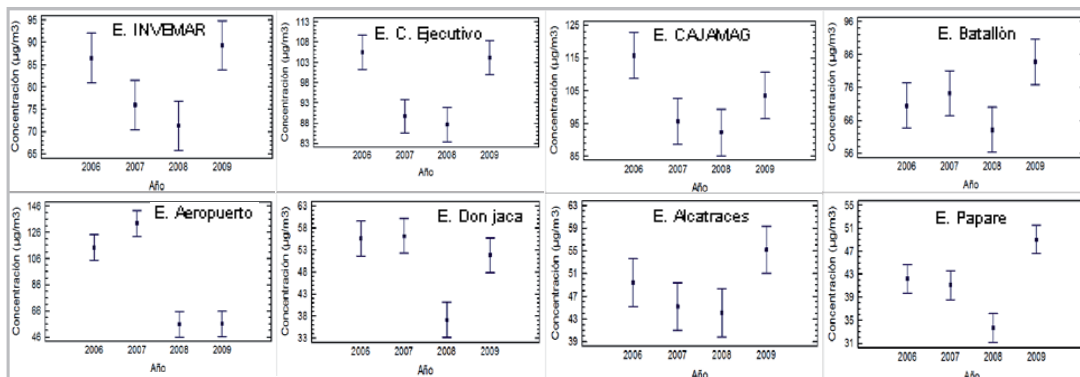 E. INVEMAR
Concentración (µg/m3)
95
90
85
80
75
70
65
2006 2007 2008 2009
Año
E. C. Ejecutivo
Concentración (µg/m3)
113
108
103
98
93
88
83
2006 2007 2008 2009
Año
E. CAJAMAG
Concentración (µg/m3)
125
115
105
95
85
2006 2007 2008 2009
Año
E. Batallón
Concentración (µg/m3)
96
86
76
66
56
2006 2007 2008 2009
Año
E. Aeropuerto
Concentración (µg/m3)
146
126
106
86
66
46
2006 2007 2008 2009
Año
E. Don jaca
Concentración (µg/m3)
63
58
53
48
43
38
33
2006 2007 2008 2009
Año
E. Alcatraces
Concentración (µg/m3)
63
59
55
51
47
43
39
2006 2007 2008 2009
Año
E. Papare
Concentración (µg/m3)
55
51
47
43
39
35
31
2006 2007 2008 2009
Año